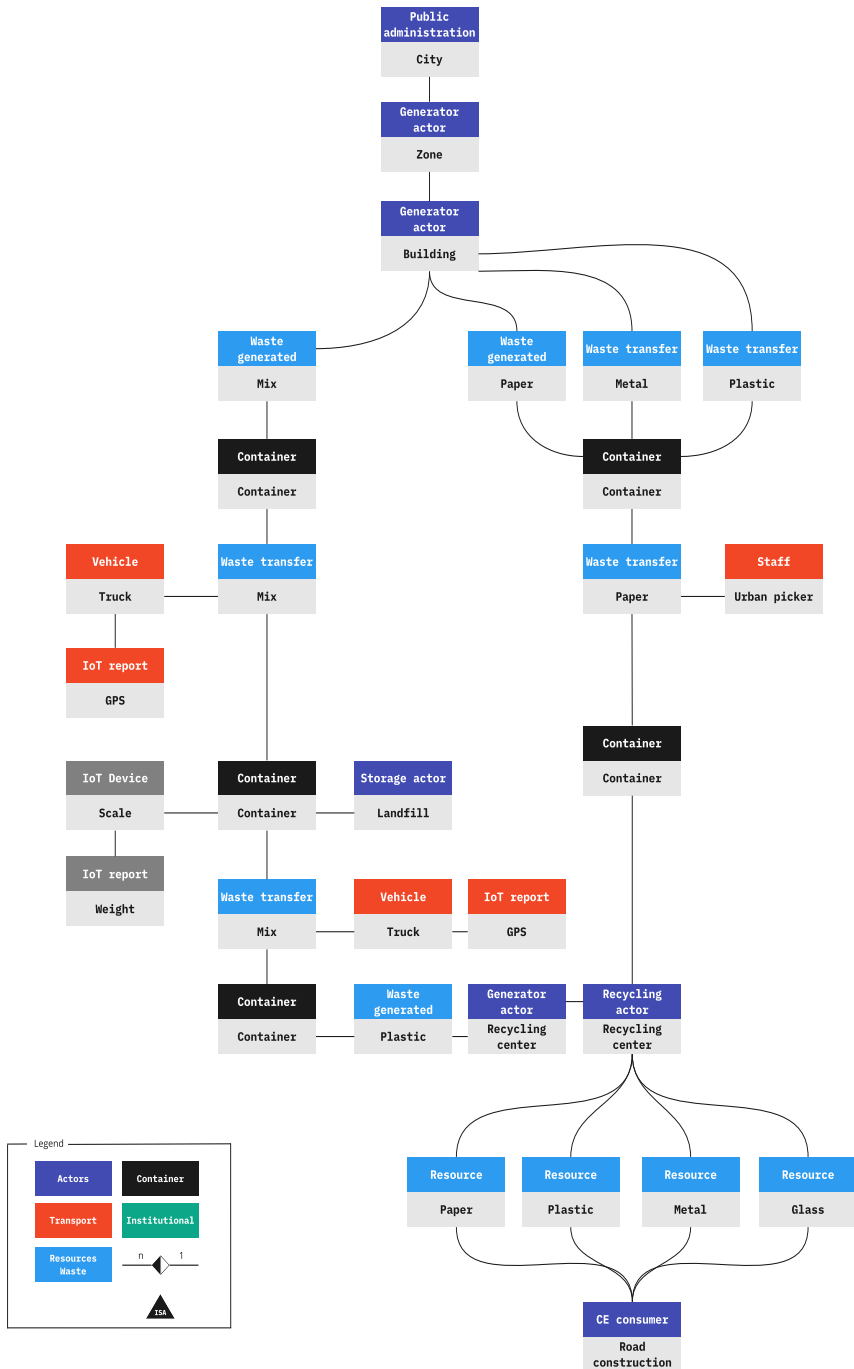 Public
administration
City
Generator
actor
Zone
Generator
actor
Building
Waste
generated
Mix
Waste
generated
Paper
Waste transfer
Metal
Waste transfer
Plastic
Container
Container
Container
Container
Vehicle
Truck
Waste transfer
Mix
Waste transfer
Paper
Staff
Urban picker
IoT report
GPS
Container
Container
IoT Device
Scale
Container
Container
Storage actor
Landfill
IoT report
Weight
Waste transfer
Mix
Vehicle
Truck
IoT report
GPS
Container
Container
Waste
generated
Plastic
Generator
actor
Recycling
center
Recycling
actor
Recycling
center
Resource
Paper
Resource
Plastic
Resource
Metal
Resource
Glass
CE consumer
Road
construction
Legend
Actors
Container
Transport
Institutional
Resources
Waste
n 1
ISA